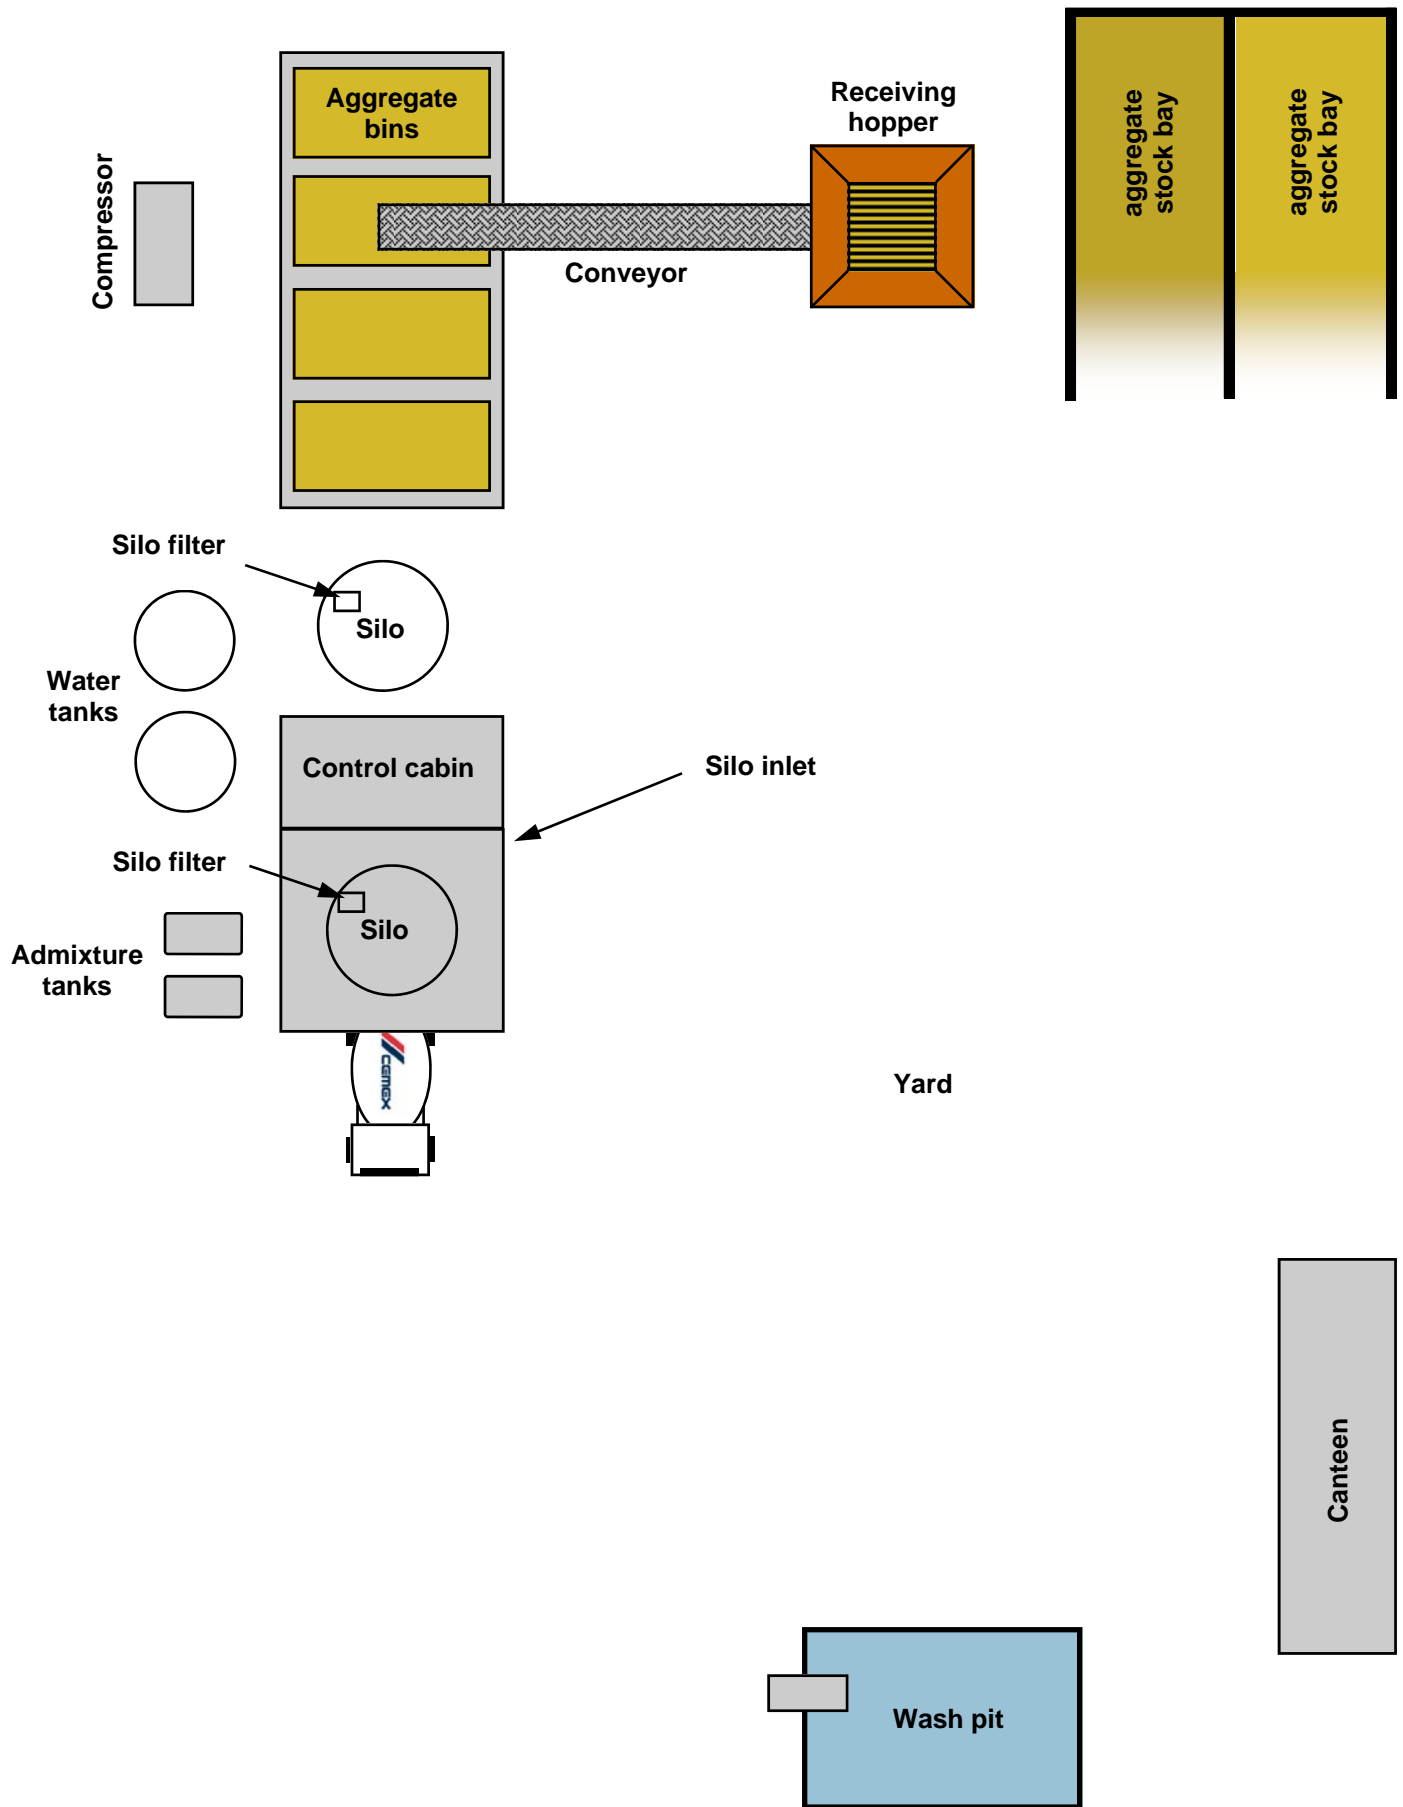 Aggregate
bins
Receiving
hopper
aggregate
stock bay
aggregate
stock bay
Compressor
Conveyor
Silo filter
Silo
Water
tanks
Control cabin
Silo inlet
Silo filter
Silo
Admixture
tanks
CEMEX
Yard
Canteen
Wash pit